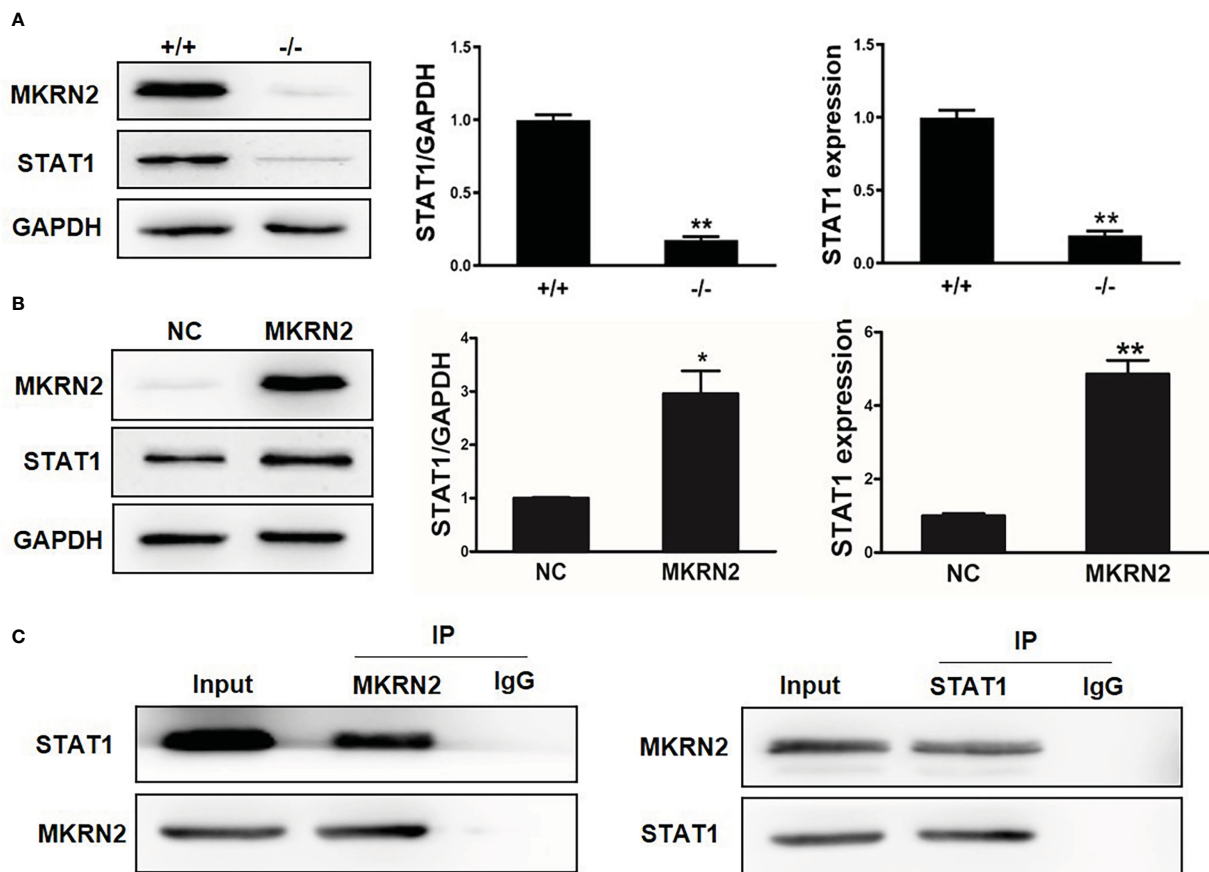 A
+/+ -/-
MKRN2
STAT1
GAPDH
STAT1/GAPDH
1.5
1.0
0.5
0.0
**
+/+ -/-
STAT1 expression
1.5
1.0
0.5
0.0
**
+/+ -/-
B
NC MKRN2
MKRN2
STAT1
GAPDH
STAT1/GAPDH
4
3
2
1
0
*
NC MKRN2
STAT1 expression
6
4
2
0
**
NC MKRN2
C
IP
Input MKRN2 IgG
STAT1
MKRN2
IP
Input STAT1 IgG
MKRN2
STAT1